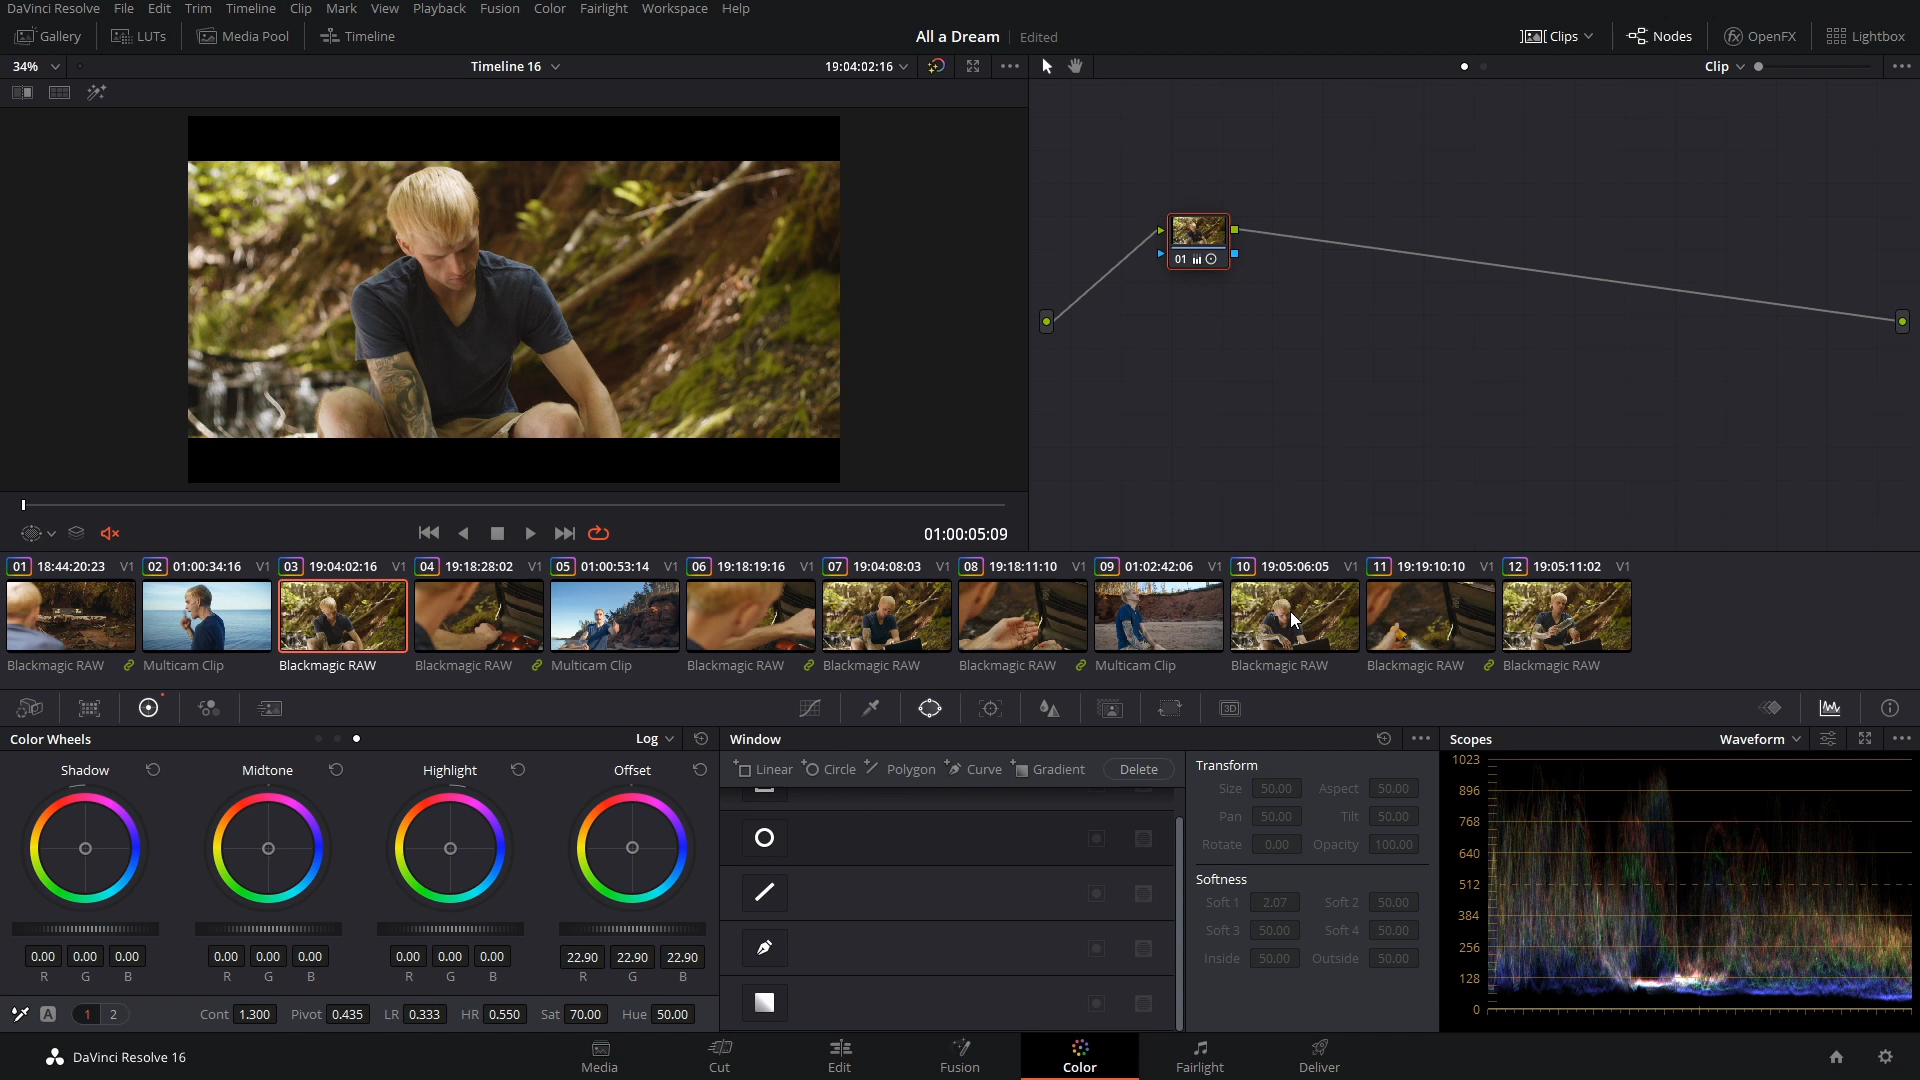 DaVinci Resolve File Edit Trim Timeline Clip Mark View Playback Fusion Color Fairlight Workspace Help
Gallery LUTs Media Pool Timeline All a Dream Edited Clips Nodes OpenFX Lightbox
34% Timeline 16 19:04:02:16 Clip
01
01:00:05:09
01 18:44:20:23 V1 02 01:00:34:16 V1 03 19:04:02:16 V1 04 19:18:28:02 V1 05 01:00:53:14 V1 06 19:18:19:16 V1 07 19:04:08:03 V1 08 19:18:11:10 V1 09 01:02:42:06 V1 10 19:05:06:05 V1 11 19:19:10:10 V1 12 19:05:11:02 V1
Blackmagic RAW Multicam Clip Blackmagic RAW Blackmagic RAW Multicam Clip Blackmagic RAW Blackmagic RAW Blackmagic RAW Multicam Clip Blackmagic RAW Blackmagic RAW Blackmagic RAW
3D
Color Wheels Log Window Scopes Waveform
Shadow Midtone Highlight Offset
Linear Circle Polygon Curve Gradient Delete
Transform
Size 50.00 Aspect 50.00
Pan 50.00 Tilt 50.00
Rotate 0.00 Opacity 100.00
Softness
Soft 1 2.07 Soft 2 50.00
Soft 3 50.00 Soft 4 50.00
Inside 50.00 Outside 50.00
1023
896
768
640
512
384
256
128
0
0.00 0.00 0.00 0.00 0.00 0.00 0.00 0.00 0.00 22.90 22.90 22.90
R G B R G B R G B R G B
A 1 2 Cont 1.300 Pivot 0.435 LR 0.333 HR 0.550 Sat 70.00 Hue 50.00
DaVinci Resolve 16 Media Cut Edit Fusion Color Fairlight Deliver